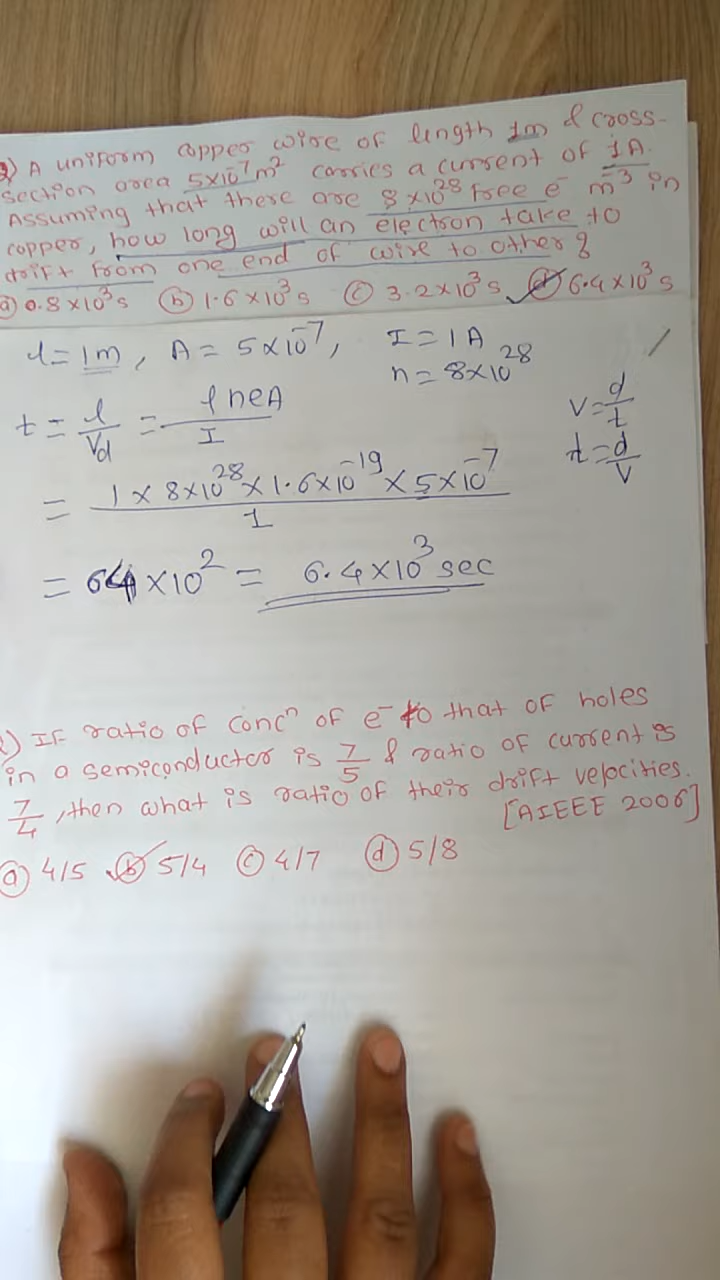 ) A uniform copper wire of length 1m & cross-
section area 5×10⁻⁷m² carries a current of 1A.
Assuming that there are 8×10²⁸ free e⁻ m⁻³ in
copper, how long will an electron take to
drift from one end of wire to other ?
a) 0.8×10³s (b) 1.6×10³s (c) 3.2×10³s (d) 6.4×10³s
l=1m, A=5×10⁻⁷, I=1A
n=8×10²⁸
t = l/Vd = lneA/I
v=d/t
t=d/v
= 1×8×10²⁸×1.6×10⁻¹⁹×5×10⁻⁷/1
= 64×10² = 6.4×10³ sec
) If ratio of concⁿ of e⁻ to that of holes
in a semiconductor is 7/5 & ratio of current is
7/4, then what is ratio of their drift velocities.
[AIEEE 2006]
(a) 4/5 (b) 5/4 (c) 4/7 (d) 5/8